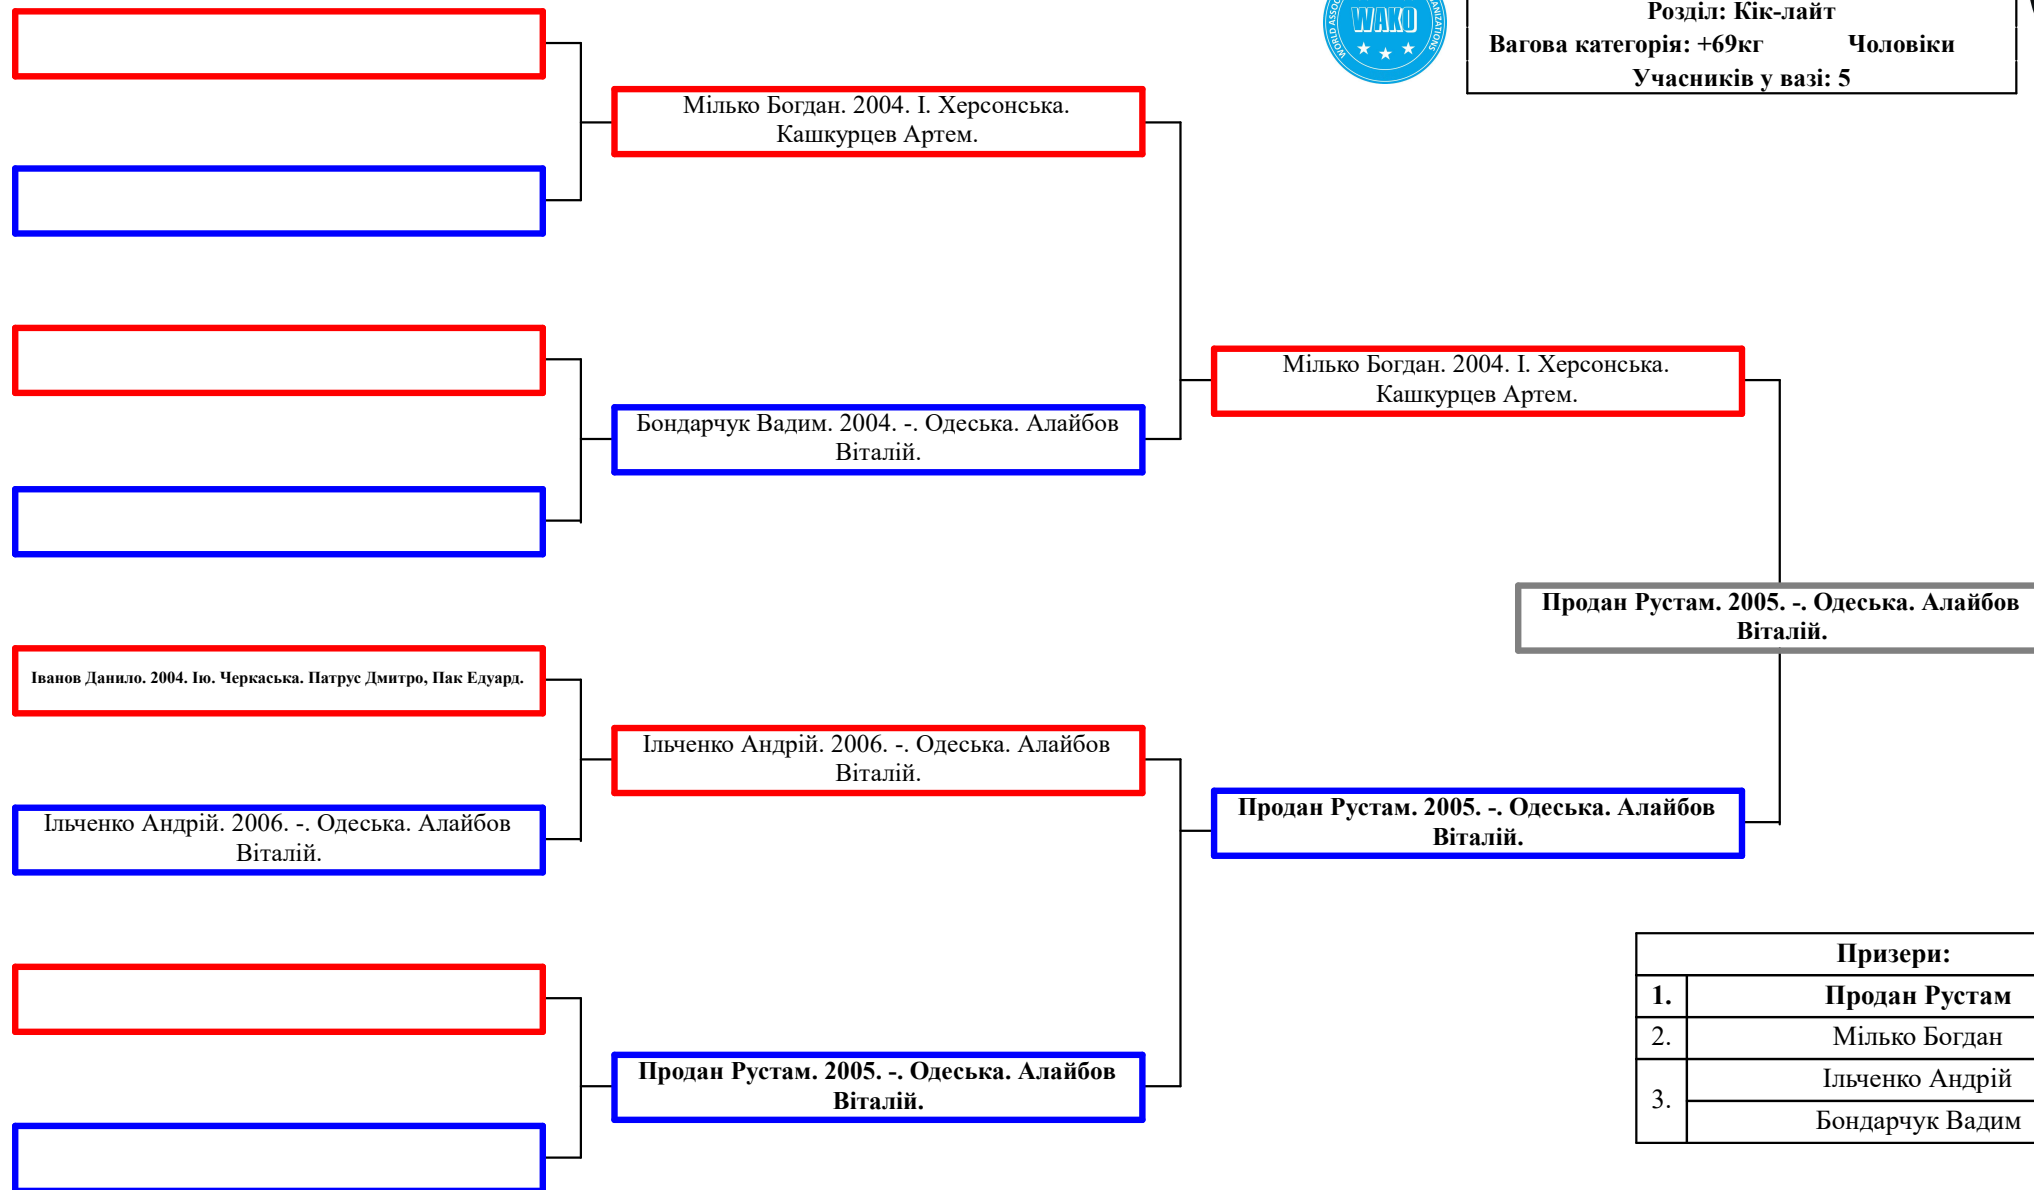 WORLD ASSOC
ANIZATIONS
WAKO
Розділ: Кік-лайт
Вагова категорія: +69кг Чоловіки
Учасників у вазі: 5
Мілько Богдан. 2004. І. Херсонська.
Кашкурцев Артем.
Мілько Богдан. 2004. І. Херсонська.
Кашкурцев Артем.
Бондарчук Вадим. 2004. -. Одеська. Алайбов
Віталій.
Продан Рустам. 2005. -. Одеська. Алайбов
Віталій.
Іванов Данило. 2004. Ію. Черкаська. Патрус Дмитро, Пак Едуард.
Ільченко Андрій. 2006. -. Одеська. Алайбов
Віталій.
Ільченко Андрій. 2006. -. Одеська. Алайбов
Віталій.
Продан Рустам. 2005. -. Одеська. Алайбов
Віталій.
Продан Рустам. 2005. -. Одеська. Алайбов
Віталій.
Призери:
1. Продан Рустам
2. Мілько Богдан
3. Ільченко Андрій
Бондарчук Вадим